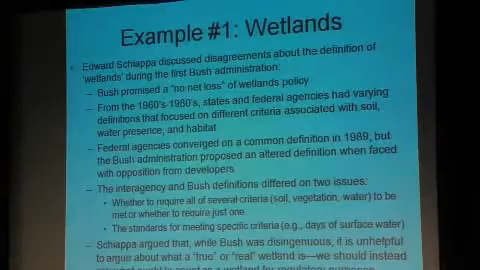 Example #1: Wetlands
• Edward Schiappa discussed disagreements about the definition of
'wetlands' during the first Bush administration:
– Bush promised a "no net loss" of wetlands policy
– From the 1960's-1980's, states and federal agencies had varying
definitions that focused on different criteria associated with soil,
water presence, and habitat
– Federal agencies converged on a common definition in 1989, but
the Bush administration proposed an altered definition when faced
with opposition from developers
– The interagency and Bush definitions differed on two issues:
• Whether to require all of several criteria (soil, vegetation, water) to be
met or whether to require just one
• The standards for meeting specific criteria (e.g., days of surface water)
– Schiappa argued that, while Bush was disingenuous, it is unhelpful
to argue about what a "true" or "real" wetland is—we should instead